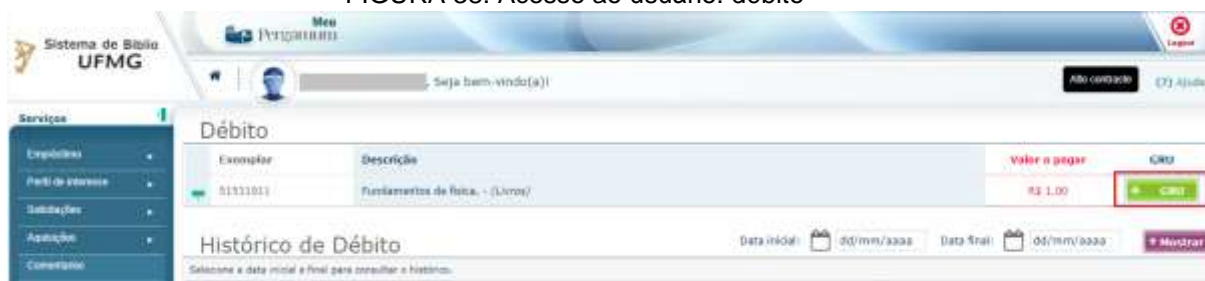 FIGURA 38: Acesso ao usuário: débito
Meu
Pergamum
Logout
Sistema de Biblio
UFMG
, Seja bem-vindo(a)!
Alto contraste
(?) Ajuda
Serviços
Empréstimo
Perfil de interesse
Solicitações
Aquisições
Comentários
Débito
Exemplar
Descrição
Valor a pagar
GRU
Fundamentos de física. - (Livros)
R$ 1,00
+ GRU
Histórico de Débito
Data inicial:
dd/mm/aaaa
Data final:
dd/mm/aaaa
+ Mostrar
Selecione a data inicial e final para consultar o histórico.